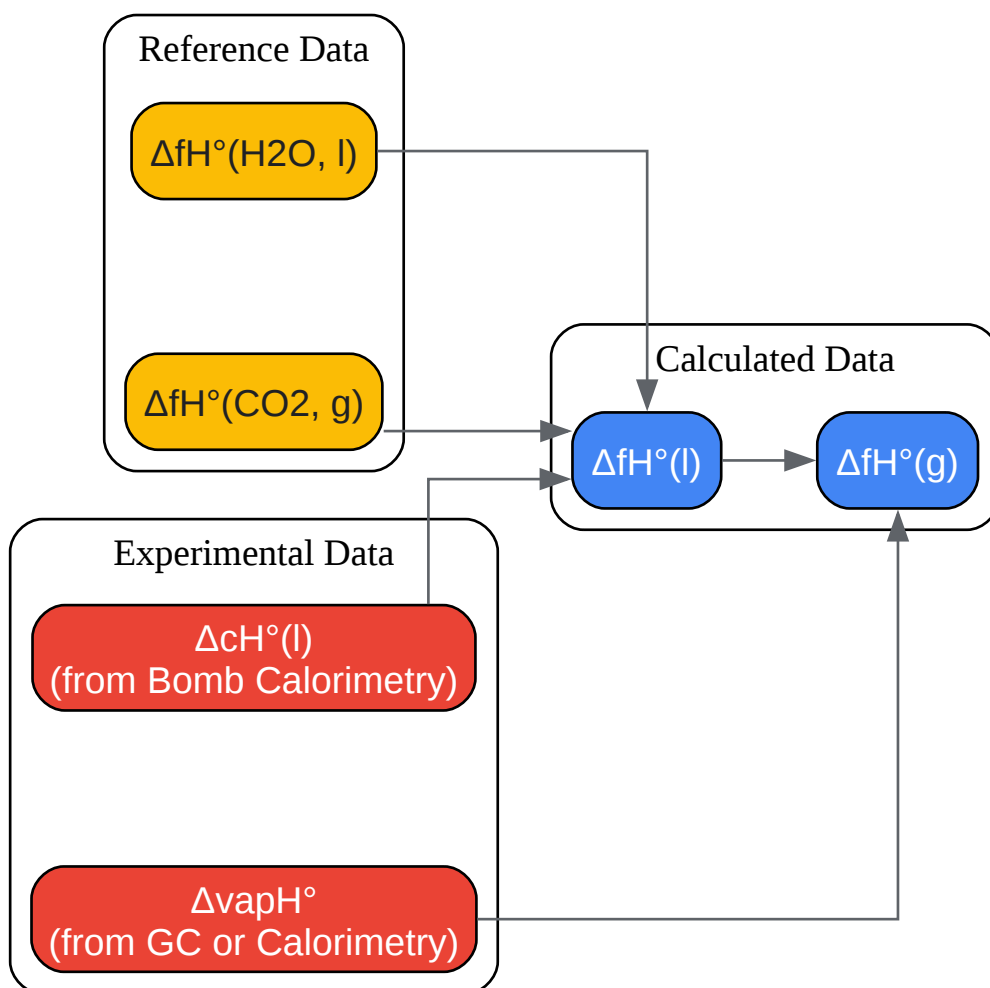 Reference Data
ΔfH°(H2O, l)
ΔfH°(CO2, g)
Calculated Data
ΔfH°(l)
ΔfH°(g)
Experimental Data
ΔcH°(l)
(from Bomb Calorimetry)
ΔvapH°
(from GC or Calorimetry)